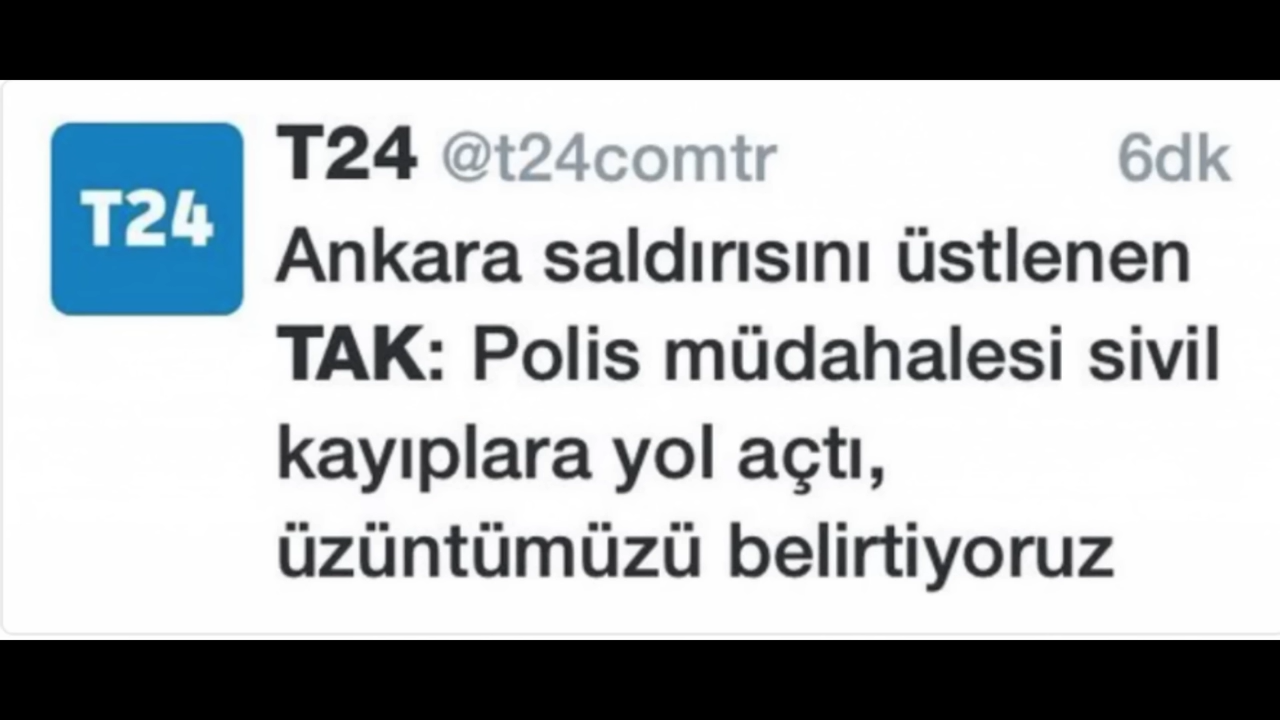 T24
T24 @t24comtr 6dk
Ankara saldırısını üstlenen
TAK: Polis müdahalesi sivil
kayıplara yol açtı,
üzüntümüzü belirtiyoruz